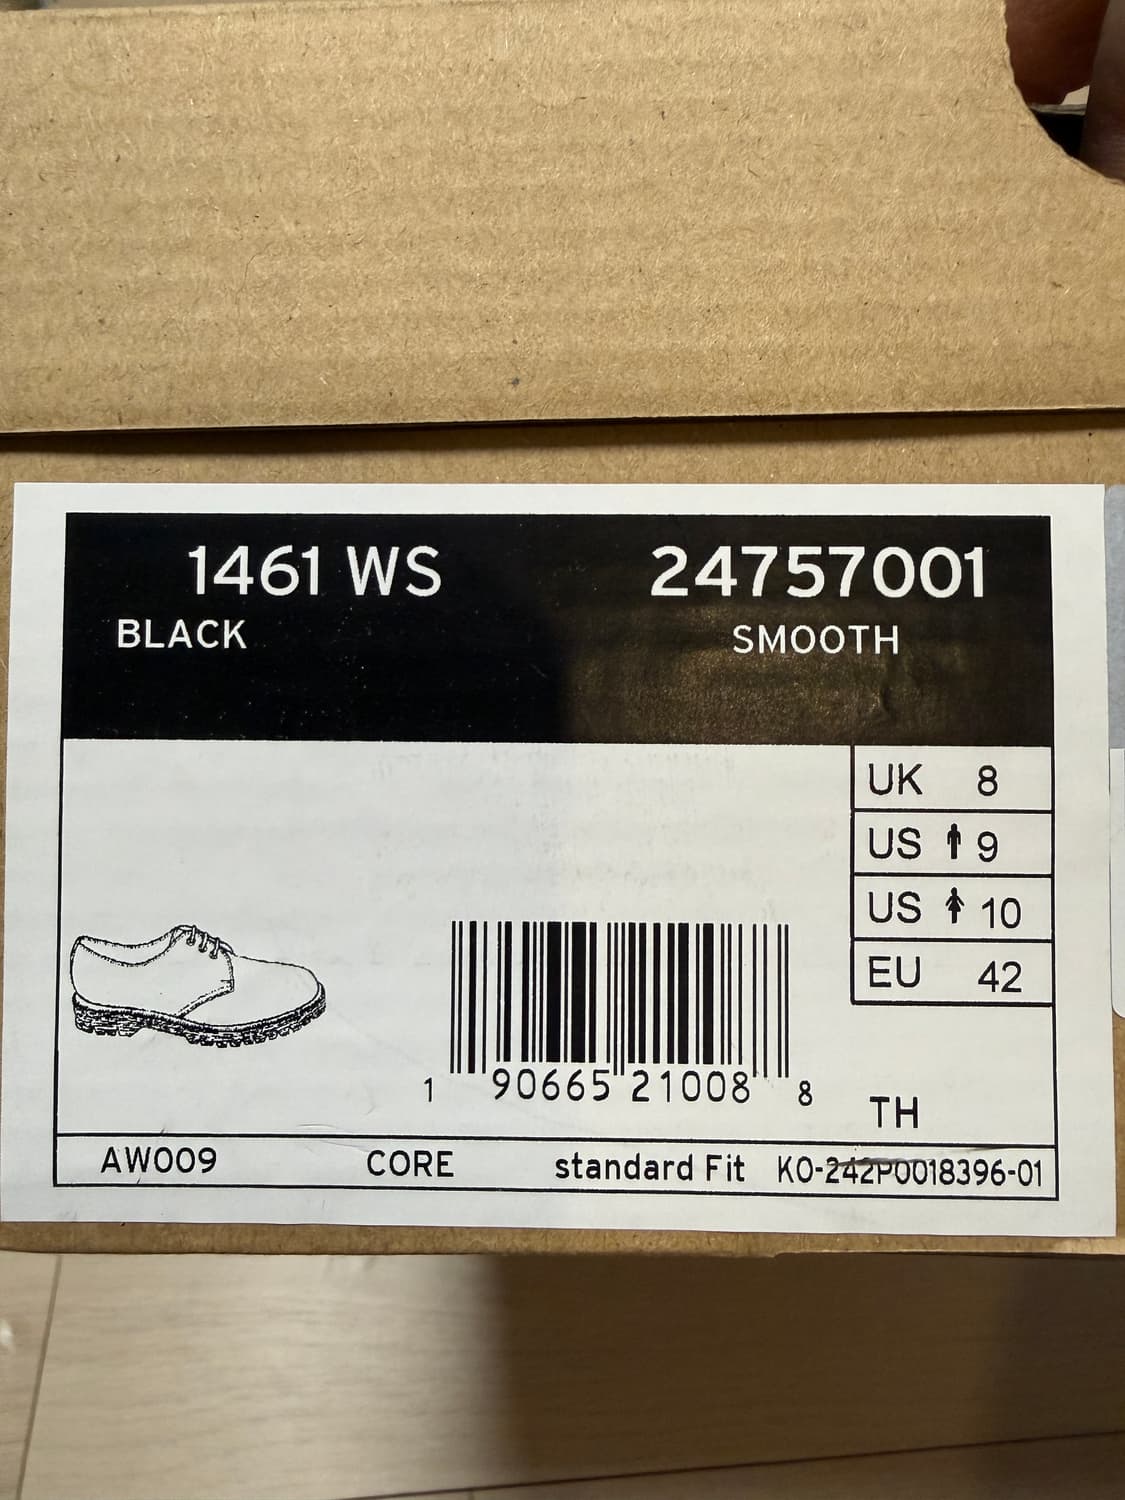 1461 WS 24757001
BLACK SMOOTH
UK 8
US 9
US 10
EU 42
1 90665 21008 8
TH
AW009 CORE standard Fit KO-242P0018396-01